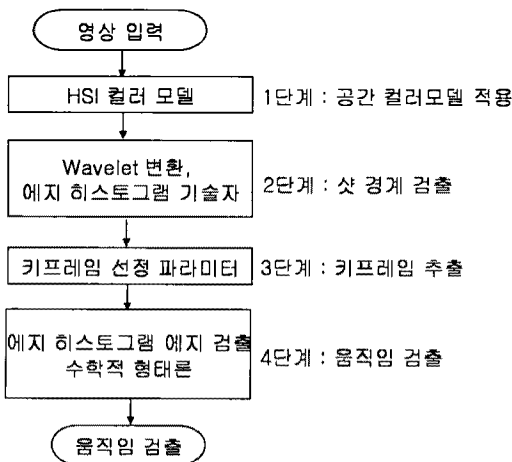 영상 입력
HSI 컬러 모델
1단계 : 공간 컬러모델 적용
Wavelet 변환,
에지 히스토그램 기술자
2단계 : 샷 경계 검출
키프레임 선정 파라미터
3단계 : 키프레임 추출
에지 히스토그램 에지 검출
수학적 형태론
4단계 : 움직임 검출
움직임 검출